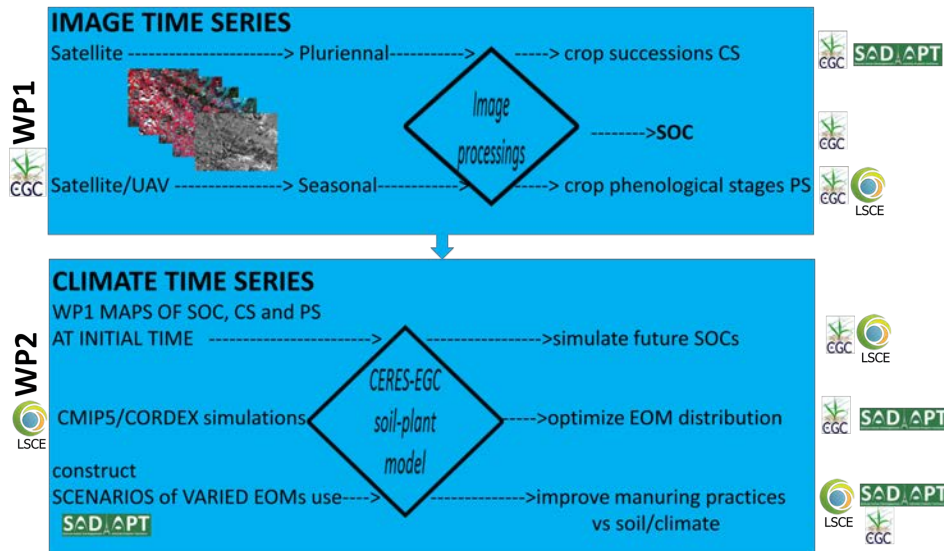 WP1
EGC
IMAGE TIME SERIES
Satellite ---------------------> Pluriennal----------> -----> crop successions CS
Image
processings
-------->SOC
Satellite/UAV --------------> Seasonal-----------> -----> crop phenological stages PS
EGC SADAPT
EGC
EGC LSCE
WP2
LSCE
CLIMATE TIME SERIES
WP1 MAPS OF SOC, CS and PS
AT INITIAL TIME --------------------> --------------->simulate future SOCs
CERES-EGC
soil-plant
model
CMIP5/CORDEX simulations ----->optimize EOM distribution
construct
SCENARIOS of VARIED EOMs use----> -------------->improve manuring practices
vs soil/climate
SADAPT
EGC LSCE
EGC SADAPT
LSCE SADAPT
EGC